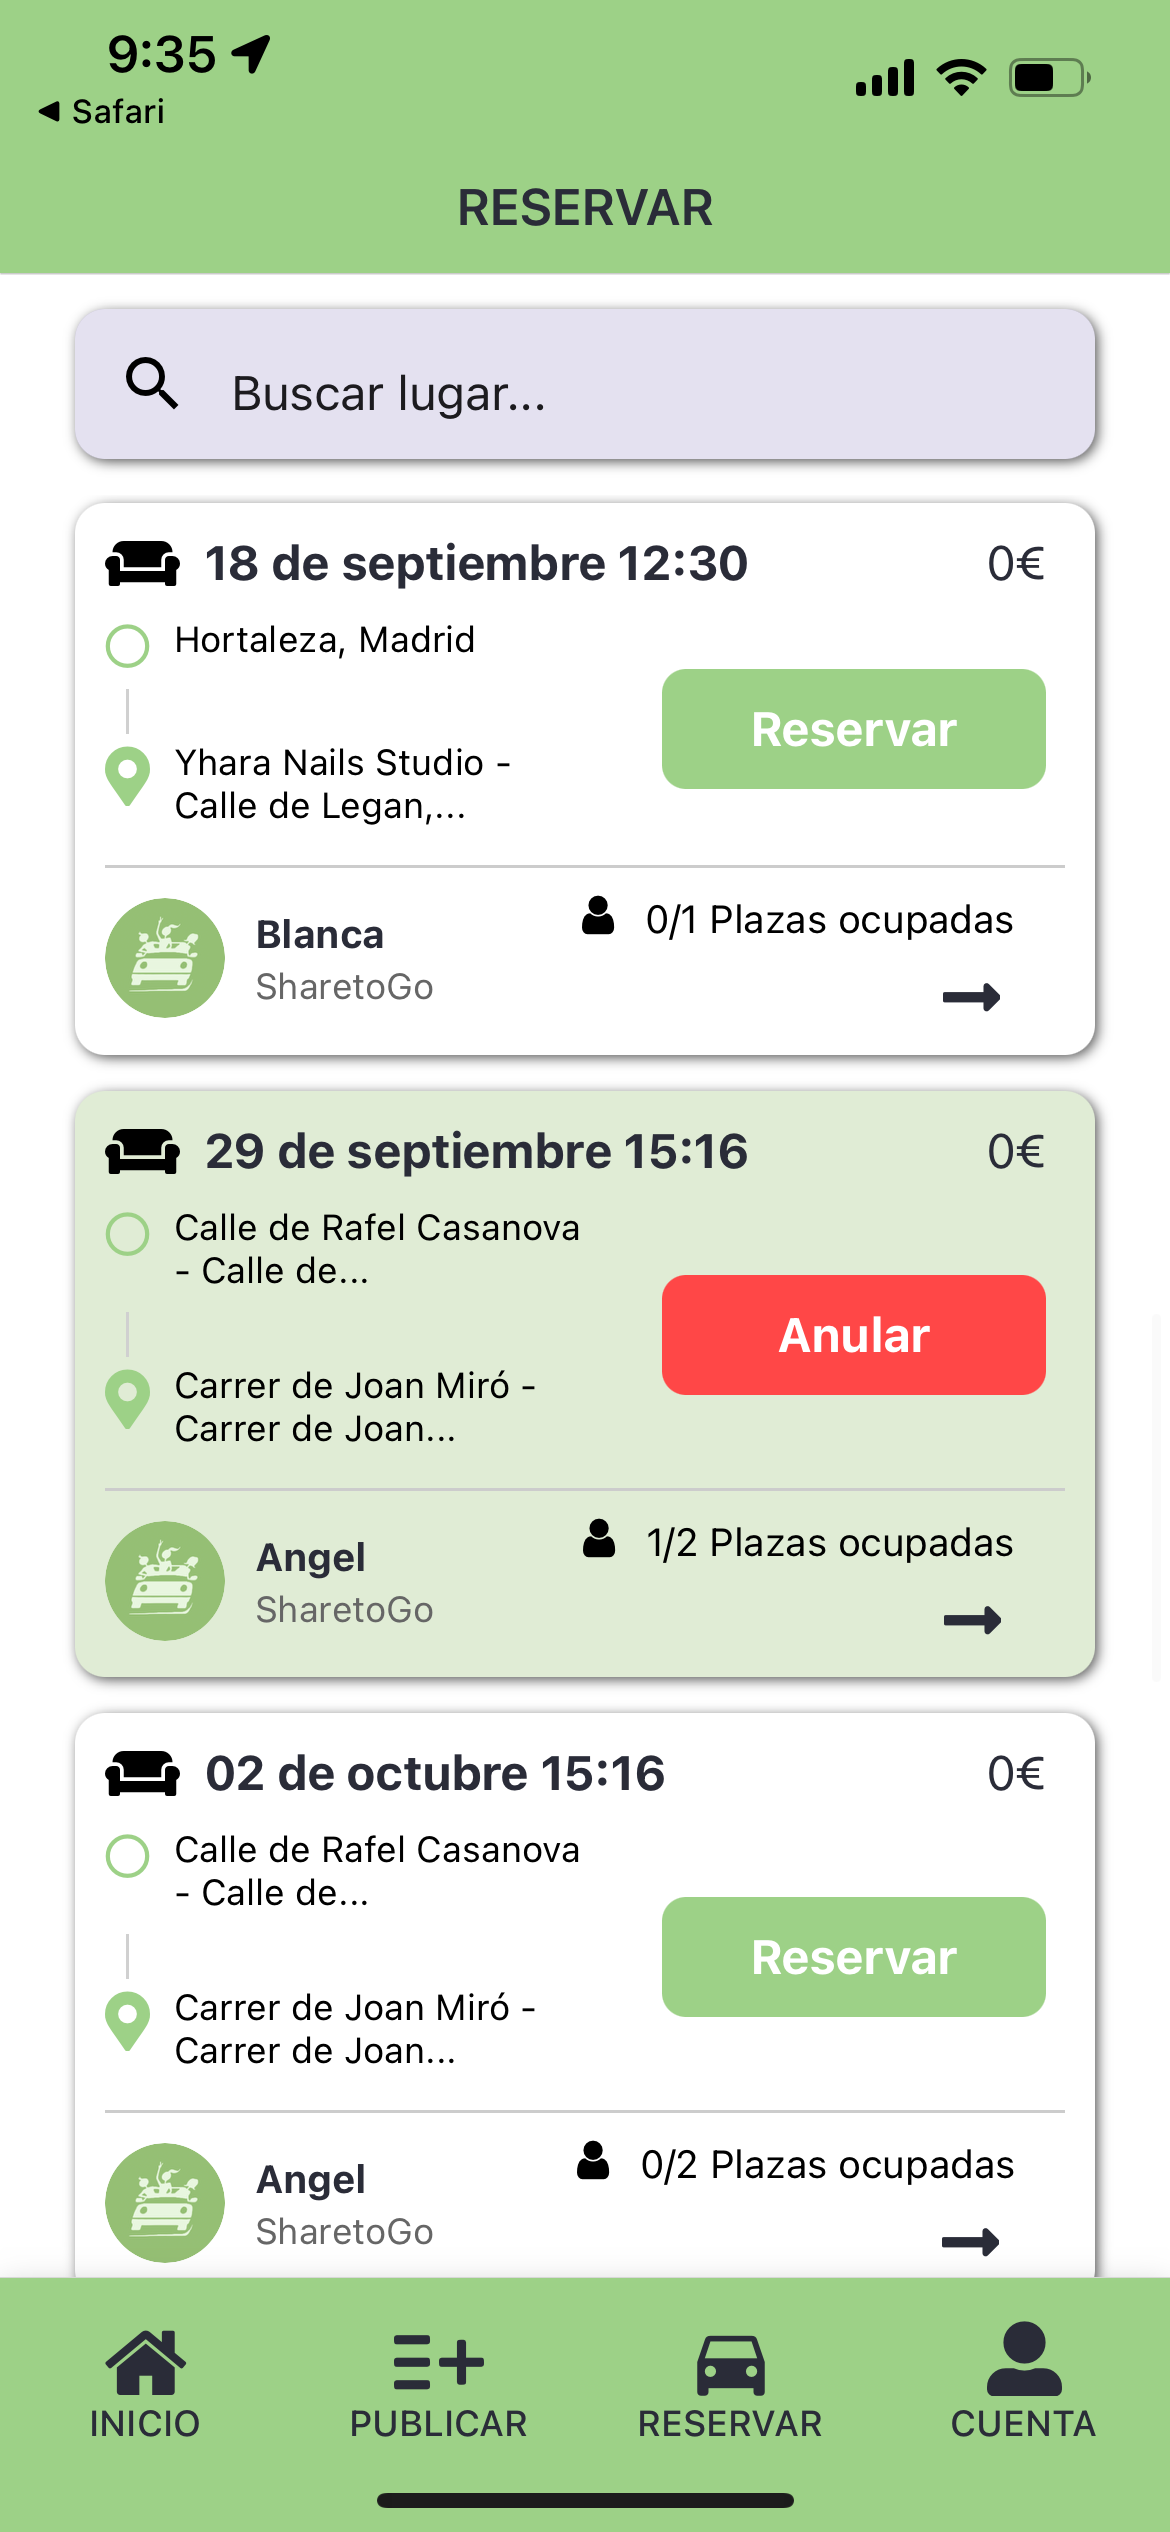 9:35
Safari
RESERVAR
Buscar lugar...
18 de septiembre 12:30
0€
Hortaleza, Madrid
Reservar
Yhara Nails Studio -
Calle de Legan,...
Blanca
SharetoGo
0/1 Plazas ocupadas
29 de septiembre 15:16
0€
Calle de Rafel Casanova
- Calle de...
Anular
Carrer de Joan Miró -
Carrer de Joan...
Angel
SharetoGo
1/2 Plazas ocupadas
02 de octubre 15:16
0€
Calle de Rafel Casanova
- Calle de...
Reservar
Carrer de Joan Miró -
Carrer de Joan...
Angel
SharetoGo
0/2 Plazas ocupadas
INICIO
PUBLICAR
RESERVAR
CUENTA